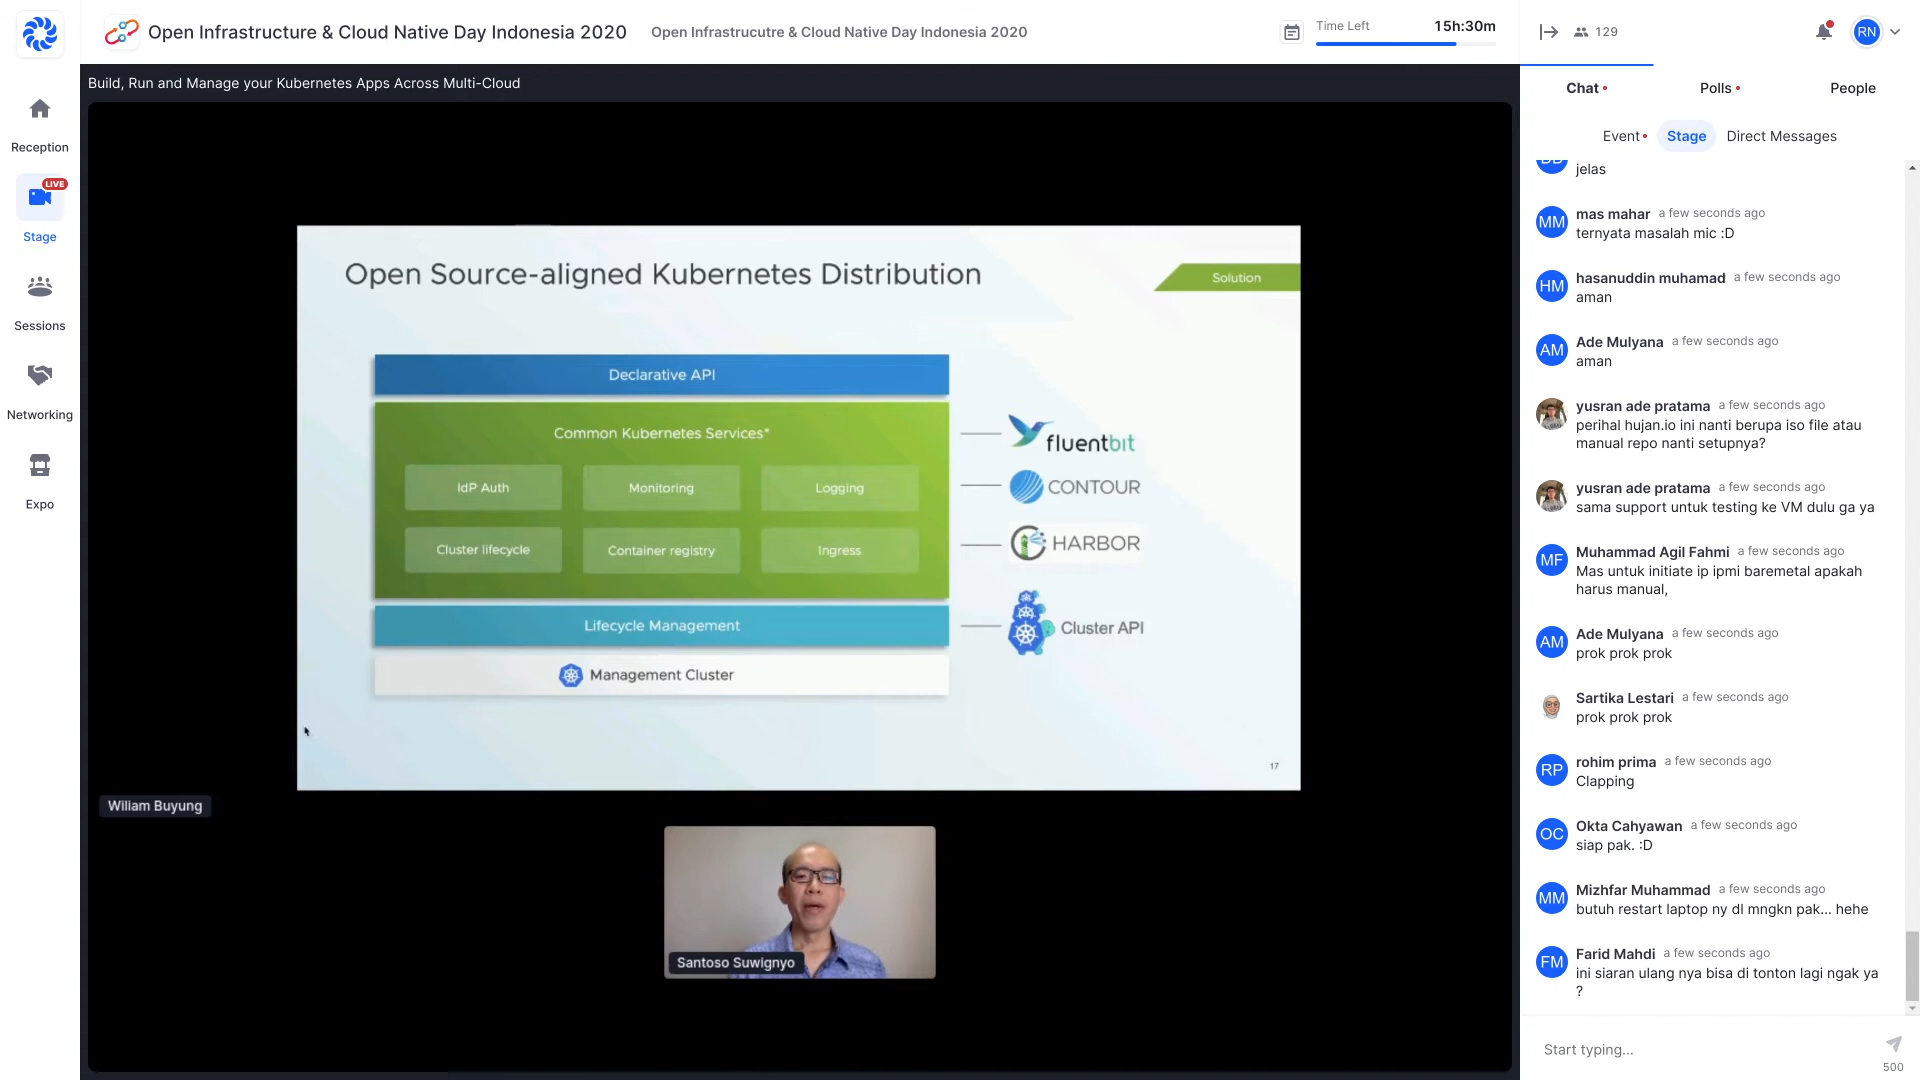 Open Infrastructure & Cloud Native Day Indonesia 2020
Open Infrastrucutre & Cloud Native Day Indonesia 2020
Time Left
15h:30m
129
RN
Reception
LIVE
Stage
Sessions
Networking
Expo
Build, Run and Manage your Kubernetes Apps Across Multi-Cloud
Open Source-aligned Kubernetes Distribution
Solution
Declarative API
Common Kubernetes Services*
IdP Auth
Monitoring
Logging
Cluster lifecycle
Container registry
Ingress
Lifecycle Management
Management Cluster
fluentbit
CONTOUR
HARBOR
Cluster API
17
Wiliam Buyung
Santoso Suwignyo
Chat
Polls
People
Event
Stage
Direct Messages
jelas
MM
mas mahar a few seconds ago
ternyata masalah mic :D
HM
hasanuddin muhamad a few seconds ago
aman
AM
Ade Mulyana a few seconds ago
aman
yusran ade pratama a few seconds ago
perihal hujan.io ini nanti berupa iso file atau
manual repo nanti setupnya?
yusran ade pratama a few seconds ago
sama support untuk testing ke VM dulu ga ya
MF
Muhammad Agil Fahmi a few seconds ago
Mas untuk initiate ip ipmi baremetal apakah
harus manual,
AM
Ade Mulyana a few seconds ago
prok prok prok
Sartika Lestari a few seconds ago
prok prok prok
RP
rohim prima a few seconds ago
Clapping
OC
Okta Cahyawan a few seconds ago
siap pak. :D
MM
Mizhfar Muhammad a few seconds ago
butuh restart laptop ny dl mngkn pak... hehe
FM
Farid Mahdi a few seconds ago
ini siaran ulang nya bisa di tonton lagi ngak ya
?
Start typing...
500